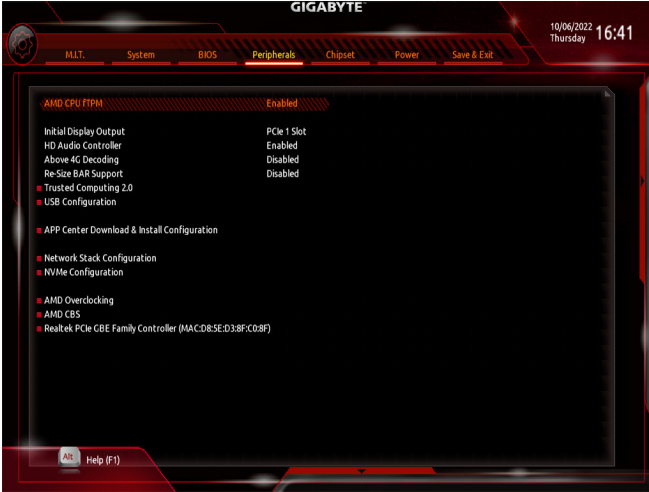 GIGABYTE
10/06/2022 16:41
Thursday
M.I.T. System BIOS Peripherals Chipset Power Save & Exit
AMD CPU fTPM Enabled
Initial Display Output PCIe 1 Slot
HD Audio Controller Enabled
Above 4G Decoding Disabled
Re-Size BAR Support Disabled
Trusted Computing 2.0
USB Configuration
APP Center Download & Install Configuration
Network Stack Configuration
NVMe Configuration
AMD Overclocking
AMD CBS
Realtek PCIe GBE Family Controller (MAC:D8:5E:D3:8F:C0:8F)
Alt Help (F1)